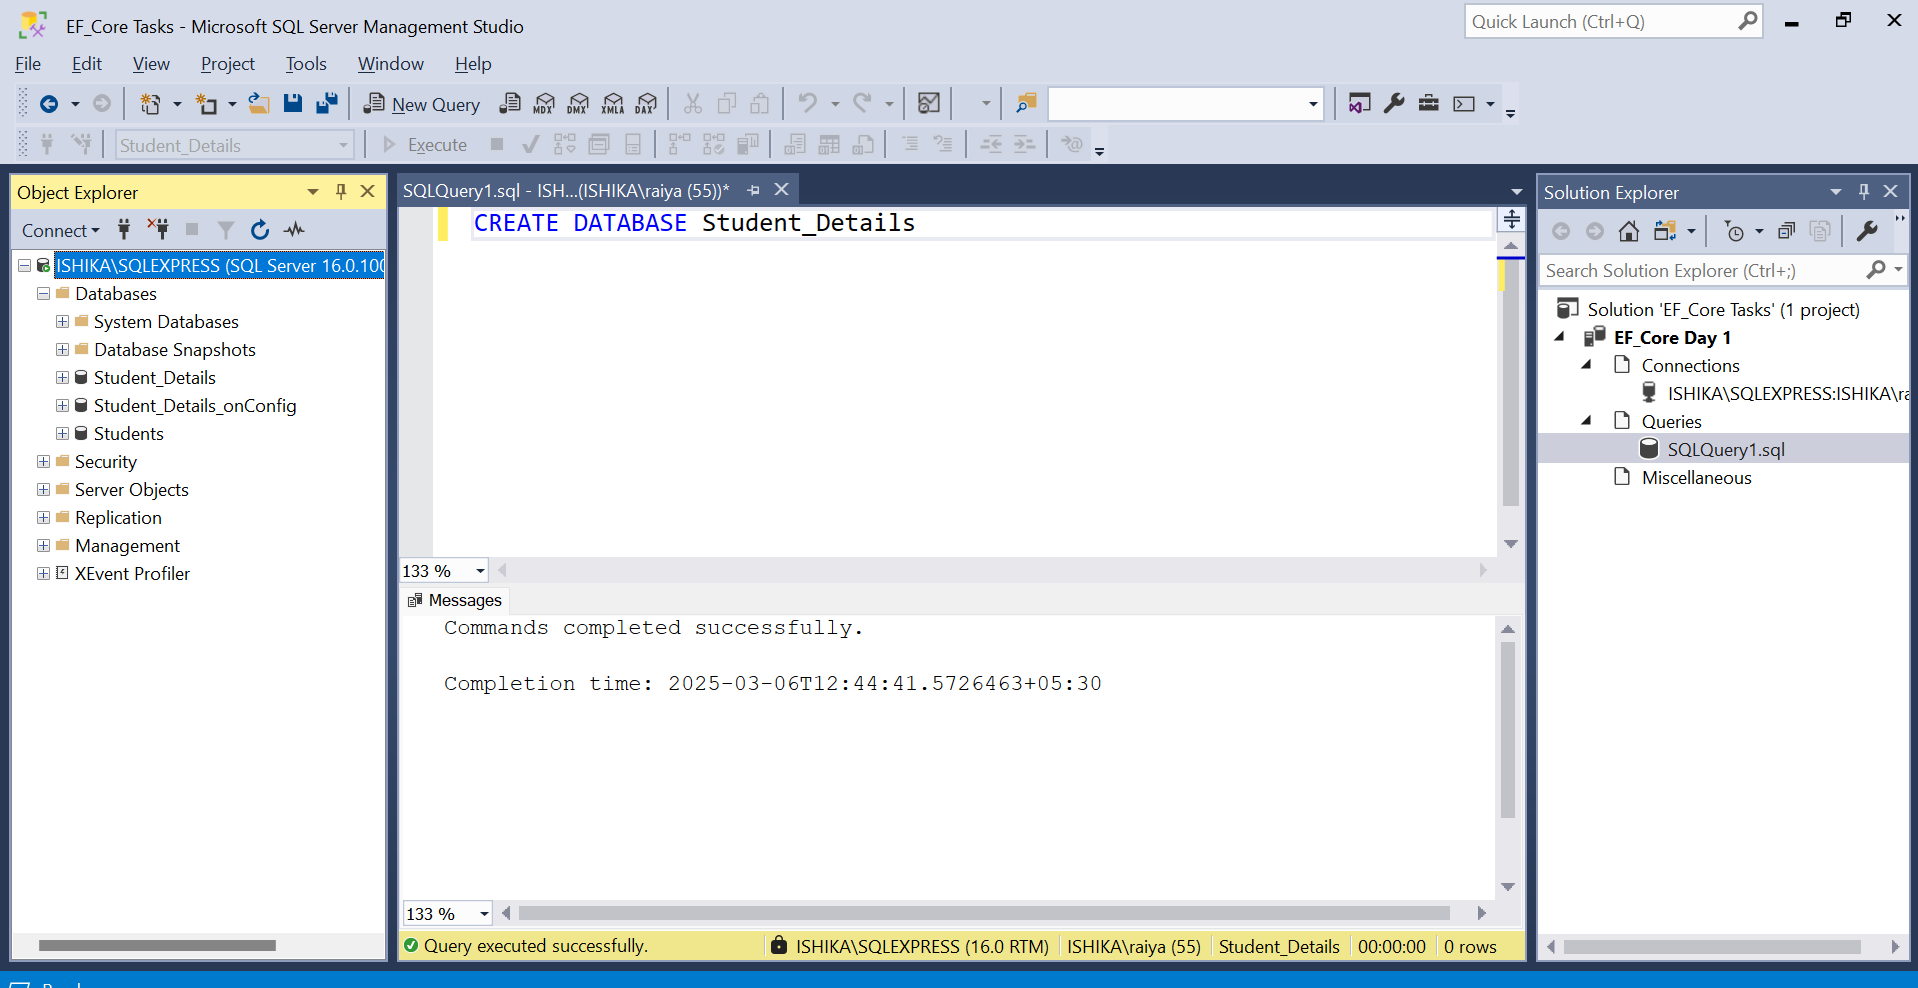 EF_Core Tasks - Microsoft SQL Server Management Studio
Quick Launch (Ctrl+Q)
File Edit View Project Tools Window Help
New Query MDX DMX XMLA DAX
Student_Details Execute
Object Explorer
Connect
ISHIKA\SQLEXPRESS (SQL Server 16.0.100
Databases
System Databases
Database Snapshots
Student_Details
Student_Details_onConfig
Students
Security
Server Objects
Replication
Management
XEvent Profiler
SQLQuery1.sql - ISH...(ISHIKA\raiya (55))*
CREATE DATABASE Student_Details
133 %
Messages
Commands completed successfully.
Completion time: 2025-03-06T12:44:41.5726463+05:30
133 %
Query executed successfully. ISHIKA\SQLEXPRESS (16.0 RTM) ISHIKA\raiya (55) Student_Details 00:00:00 0 rows
Solution Explorer
Search Solution Explorer (Ctrl+;)
Solution 'EF_Core Tasks' (1 project)
EF_Core Day 1
Connections
ISHIKA\SQLEXPRESS:ISHIKA\ra
Queries
SQLQuery1.sql
Miscellaneous